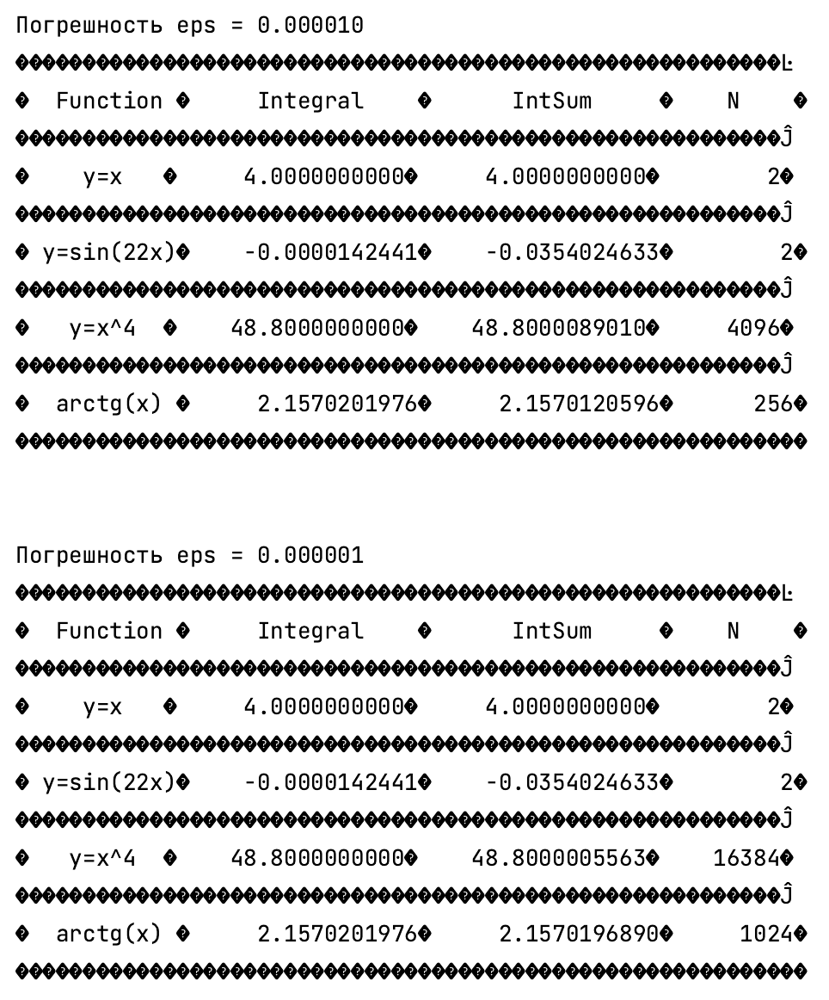 Погрешность eps = 0.000010
���������������������������������������������������������Ŀ
�  Function �     Integral    �      IntSum     �    N    �
���������������������������������������������������������Ĵ
�    y=x   �     4.0000000000�     4.0000000000�        2�
���������������������������������������������������������Ĵ
� y=sin(22x)�    -0.0000142441�    -0.0354024633�        2�
���������������������������������������������������������Ĵ
�   y=x^4  �    48.8000000000�    48.8000089010�     4096�
���������������������������������������������������������Ĵ
�  arctg(x) �     2.1570201976�     2.1570120596�      256�
�����������������������������������������������������������
Погрешность eps = 0.000001
���������������������������������������������������������Ŀ
�  Function �     Integral    �      IntSum     �    N    �
���������������������������������������������������������Ĵ
�    y=x   �     4.0000000000�     4.0000000000�        2�
���������������������������������������������������������Ĵ
� y=sin(22x)�    -0.0000142441�    -0.0354024633�        2�
���������������������������������������������������������Ĵ
�   y=x^4  �    48.8000000000�    48.8000005563�    16384�
���������������������������������������������������������Ĵ
�  arctg(x) �     2.1570201976�     2.1570196890�     1024�
�����������������������������������������������������������